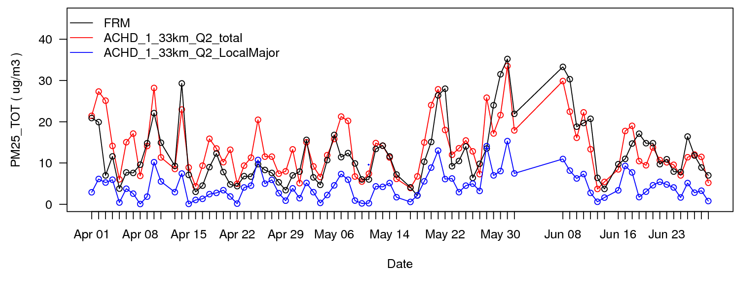 FRM
ACHD_1_33km_Q2_total
ACHD_1_33km_Q2_LocalMajor
PM25_TOT ( ug/m3 )
40
30
20
10
0
Apr 01 Apr 08 Apr 15 Apr 22 Apr 29 May 06 May 14 May 22 May 30 Jun 08 Jun 16 Jun 23
Date